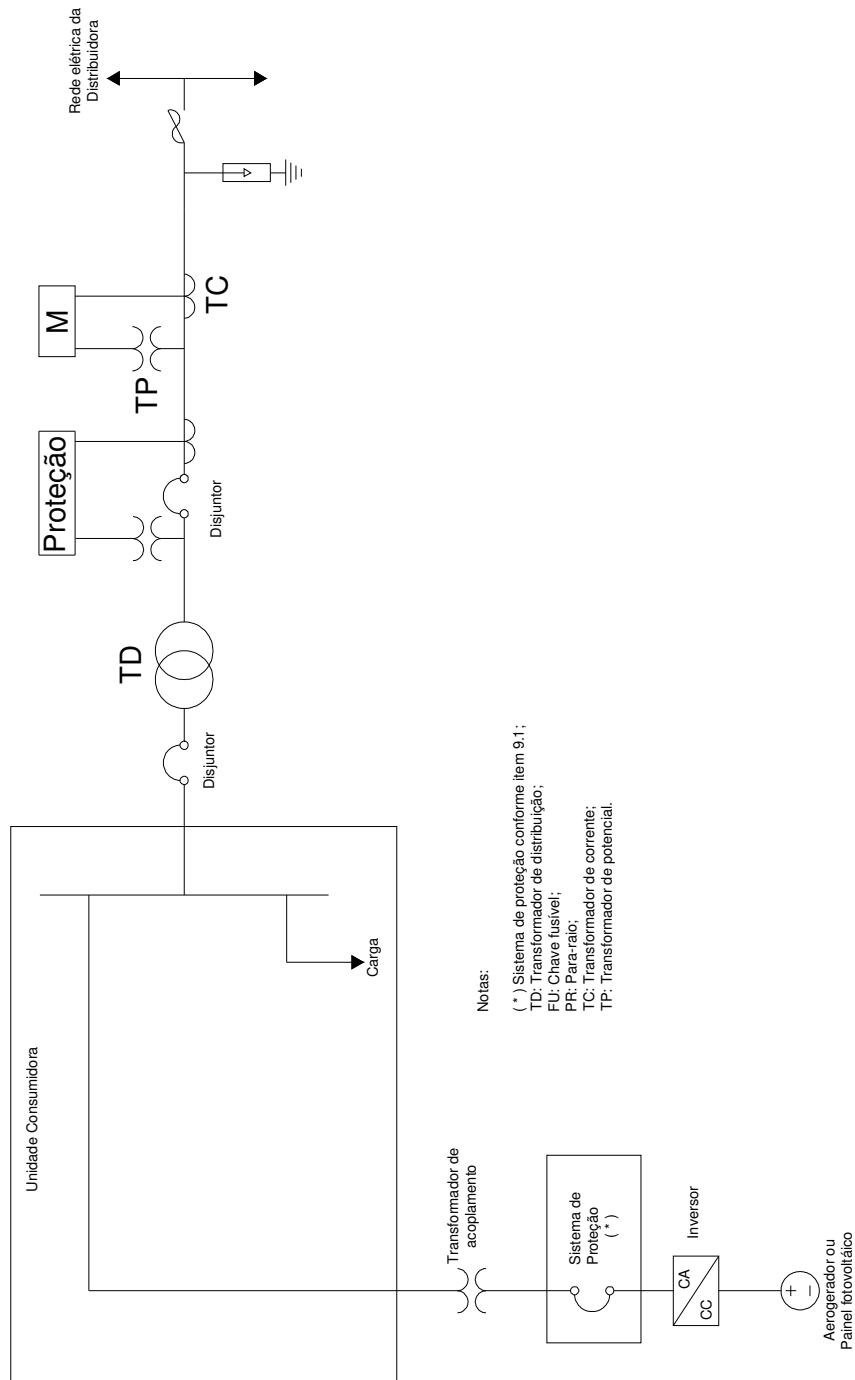 Rede elétrica da
Distribuidora
M
TC
TP
Proteção
Disjuntor
TD
Disjuntor
Unidade Consumidora
Carga
Transformador de
acoplamento
Sistema de
Proteção
( * )
Inversor
CA
CC
+
–
Aerogerador ou
Painel fotovoltáico
Notas:
( * ) Sistema de proteção conforme item 9.1;
TD: Transformador de distribuição;
FU: Chave fusível;
PR: Para-raio;
TC: Transformador de corrente;
TP: Transformador de potencial.